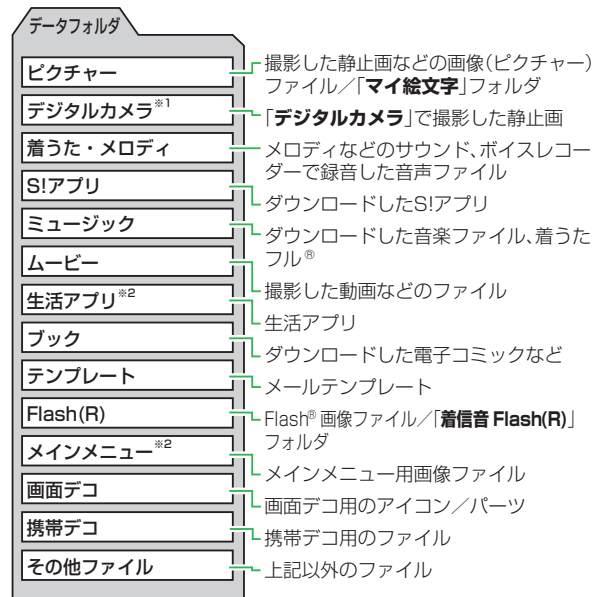 データフォルダ
ピクチャー
撮影した静止画などの画像(ピクチャー)
ファイル／「マイ絵文字」フォルダ
デジタルカメラ※1
「デジタルカメラ」で撮影した静止画
着うた・メロディ
メロディなどのサウンド、ボイスレコー
ダーで録音した音声ファイル
S!アプリ
ダウンロードしたS!アプリ
ミュージック
ダウンロードした音楽ファイル、着うた
フル®
ムービー
撮影した動画などのファイル
生活アプリ※2
生活アプリ
ブック
ダウンロードした電子コミックなど
テンプレート
メールテンプレート
Flash(R)
Flash® 画像ファイル／「着信音 Flash(R)」
フォルダ
メインメニュー※2
メインメニュー用画像ファイル
画面デコ
画面デコ用のアイコン／パーツ
携帯デコ
携帯デコ用のファイル
その他ファイル
上記以外のファイル